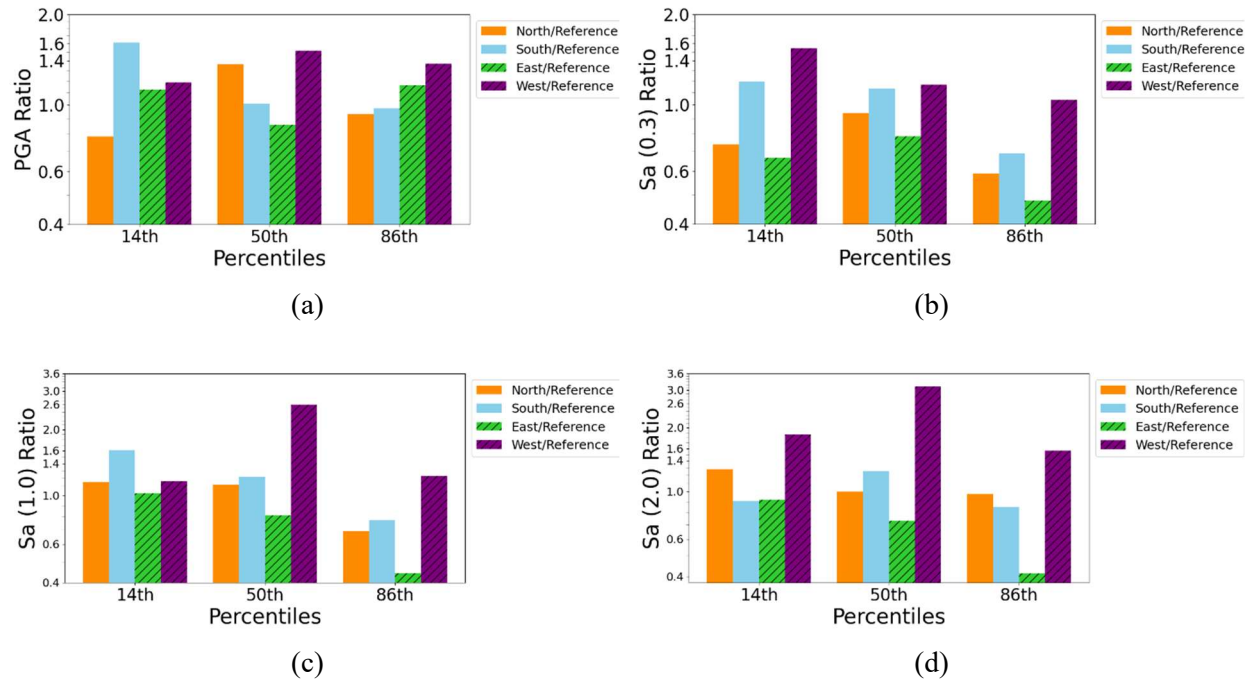 PGA Ratio
2.0
1.6
1.4
1.0
0.6
0.4
14th 50th 86th
Percentiles
North/Reference
South/Reference
East/Reference
West/Reference
(a)
Sa (0.3) Ratio
2.0
1.6
1.4
1.0
0.6
0.4
14th 50th 86th
Percentiles
North/Reference
South/Reference
East/Reference
West/Reference
(b)
Sa (1.0) Ratio
3.6
3.0
2.6
2.0
1.6
1.4
1.0
0.6
0.4
14th 50th 86th
Percentiles
North/Reference
South/Reference
East/Reference
West/Reference
(c)
Sa (2.0) Ratio
3.6
3.0
2.6
2.0
1.6
1.4
1.0
0.6
0.4
14th 50th 86th
Percentiles
North/Reference
South/Reference
East/Reference
West/Reference
(d)